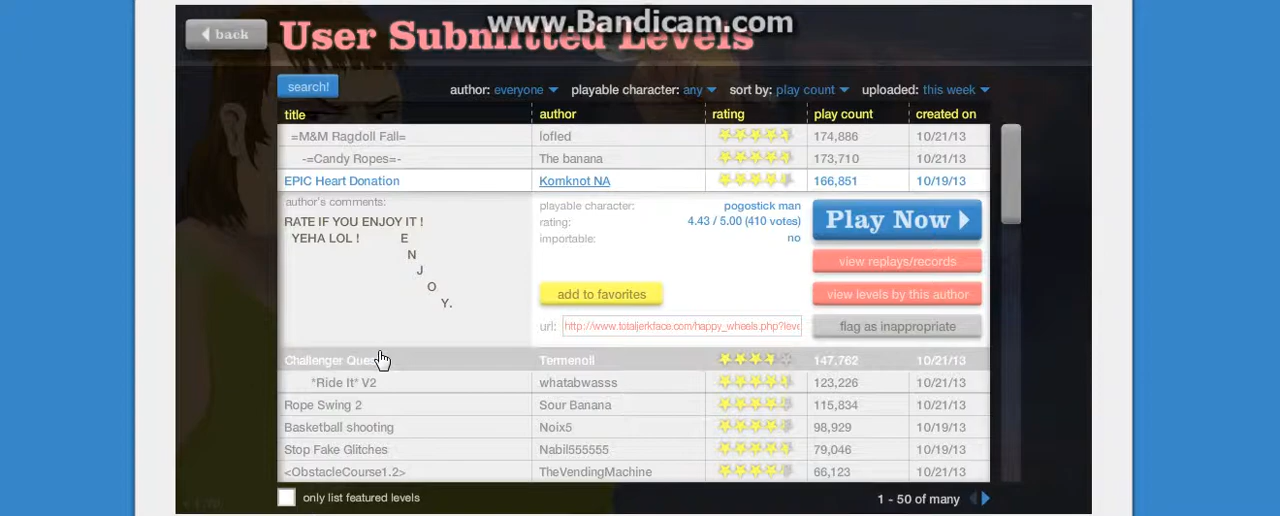 www.Bandicam.com
back
User Submitted Levels
search!
author: everyone playable character: any sort by: play count uploaded: this week
title author rating play count created on
=M&M Ragdoll Fall= lofled 174,886 10/21/13
-=Candy Ropes=- The banana 173,710 10/21/13
EPIC Heart Donation Komknot NA 166,851 10/19/13
author's comments:
RATE IF YOU ENJOY IT !
YEHA LOL ! E
N
J
O
Y.
playable character: pogostick man
rating: 4.43 / 5.00 (410 votes)
importable: no
Play Now
view replays/records
add to favorites
view levels by this author
url: http://www.totaljerkface.com/happy_wheels.php?leve
flag as inappropriate
Challenger Termenoli 147,762 10/21/13
*Ride It* V2 whatabwasss 123,226 10/21/13
Rope Swing 2 Sour Banana 115,834 10/21/13
Basketball shooting Noix5 98,929 10/19/13
Stop Fake Glitches Nabil555555 79,046 10/19/13
<ObstacleCourse1.2> TheVendingMachine 66,123 10/21/13
only list featured levels
1 - 50 of many